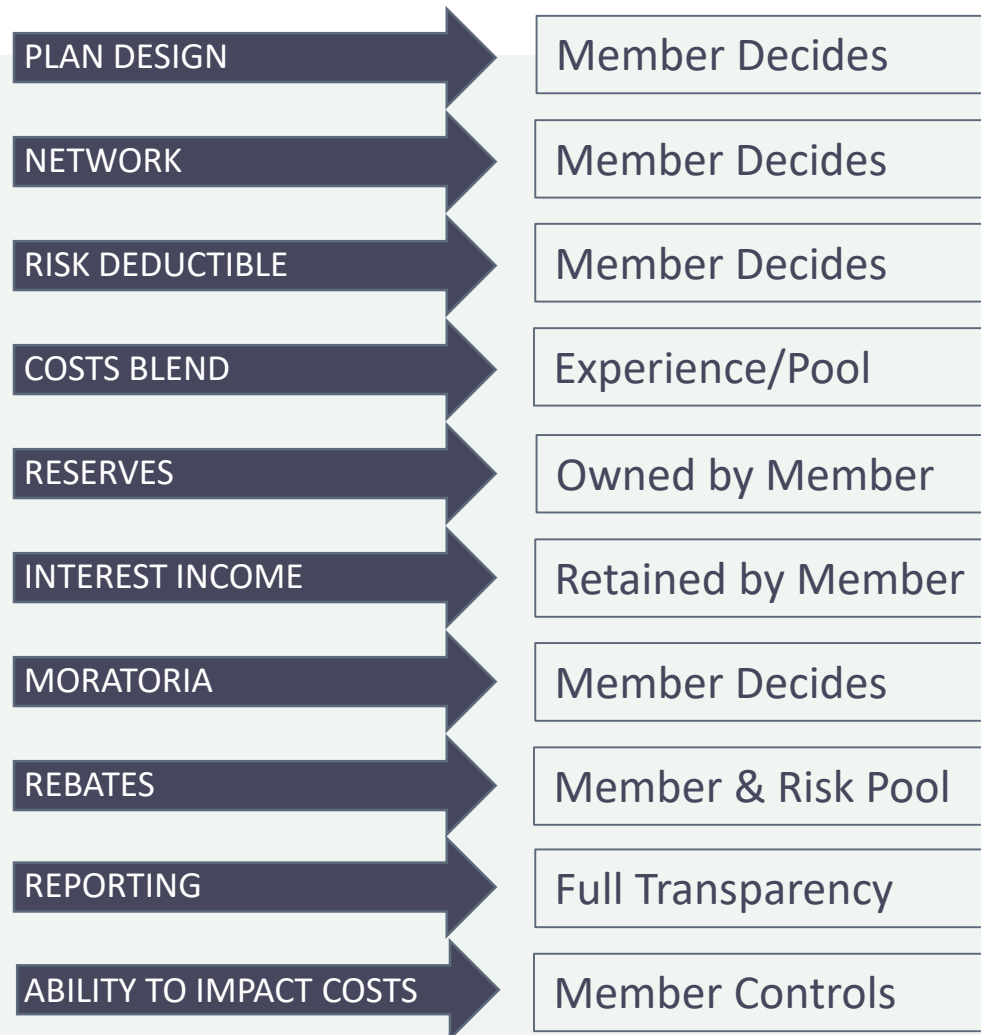 PLAN DESIGN
Member Decides
NETWORK
Member Decides
RISK DEDUCTIBLE
Member Decides
COSTS BLEND
Experience/Pool
RESERVES
Owned by Member
INTEREST INCOME
Retained by Member
MORATORIA
Member Decides
REBATES
Member & Risk Pool
REPORTING
Full Transparency
ABILITY TO IMPACT COSTS
Member Controls